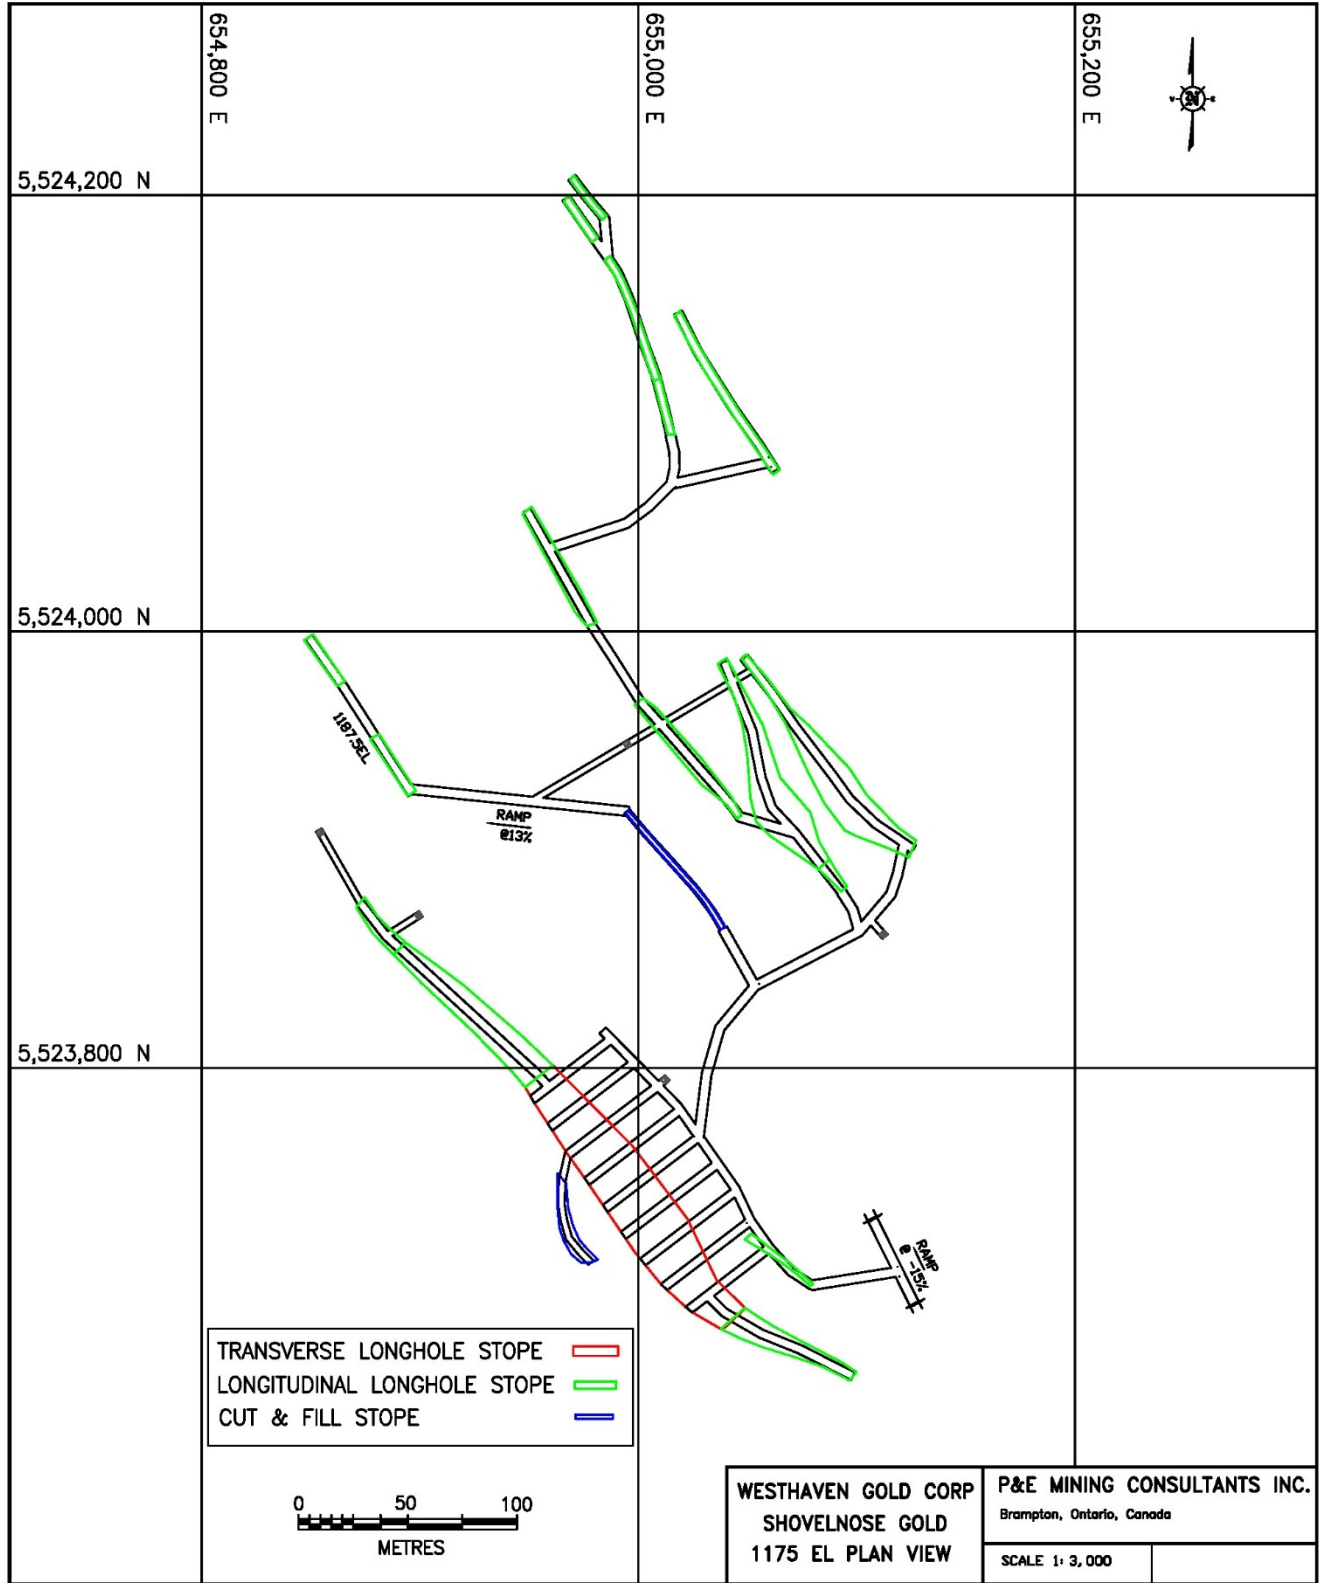 654,800 E
655,000 E
655,200 E
N
5,524,200 N
5,524,000 N
1187.5EL
RAMP
@13%
5,523,800 N
RAMP
@ -15%
TRANSVERSE LONGHOLE STOPE
LONGITUDINAL LONGHOLE STOPE
CUT & FILL STOPE
0 50 100
METRES
WESTHAVEN GOLD CORP
SHOVELNOSE GOLD
1175 EL PLAN VIEW
P&E MINING CONSULTANTS INC.
Brampton, Ontario, Canada
SCALE 1: 3,000